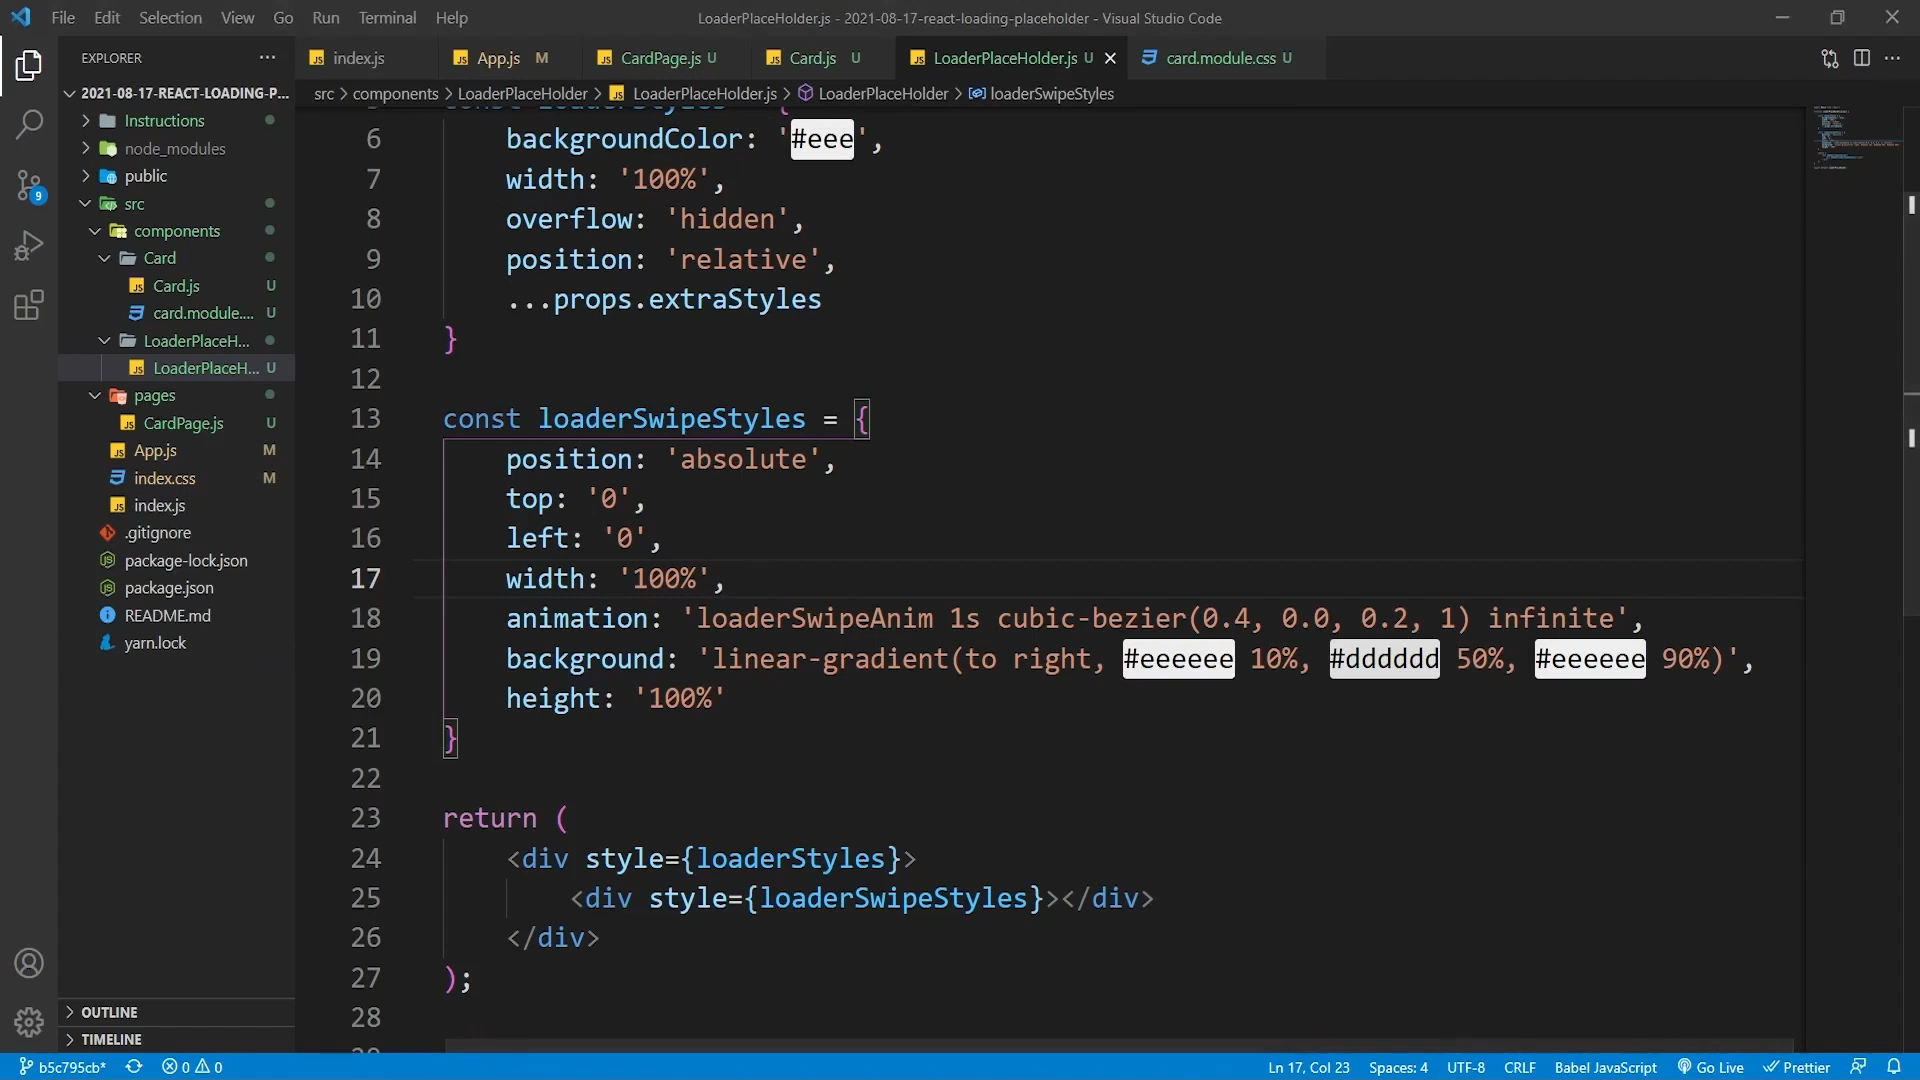 File Edit Selection View Go Run Terminal Help
LoaderPlaceHolder.js - 2021-08-17-react-loading-placeholder - Visual Studio Code
EXPLORER
index.js
App.js M
CardPage.js U
Card.js U
LoaderPlaceHolder.js U
card.module.css U
src > components > LoaderPlaceHolder > LoaderPlaceHolder.js > LoaderPlaceHolder > loaderSwipeStyles
2021-08-17-REACT-LOADING-P...
Instructions
node_modules
public
src
components
Card
Card.js U
card.module.... U
LoaderPlaceH...
LoaderPlaceH... U
pages
CardPage.js U
App.js M
index.css M
index.js
.gitignore
package-lock.json
package.json
README.md
yarn.lock
OUTLINE
TIMELINE
9
6 backgroundColor: '#eee',
7 width: '100%',
8 overflow: 'hidden',
9 position: 'relative',
10 ...props.extraStyles
11 }
12
13 const loaderSwipeStyles = {
14 position: 'absolute',
15 top: '0',
16 left: '0',
17 width: '100%',
18 animation: 'loaderSwipeAnim 1s cubic-bezier(0.4, 0.0, 0.2, 1) infinite',
19 background: 'linear-gradient(to right, #eeeeee 10%, #dddddd 50%, #eeeeee 90%)',
20 height: '100%'
21 }
22
23 return (
24 <div style={loaderStyles}>
25 <div style={loaderSwipeStyles}></div>
26 </div>
27 );
28
b5c795cb* 0 0
Ln 17, Col 23 Spaces: 4 UTF-8 CRLF Babel JavaScript Go Live Prettier